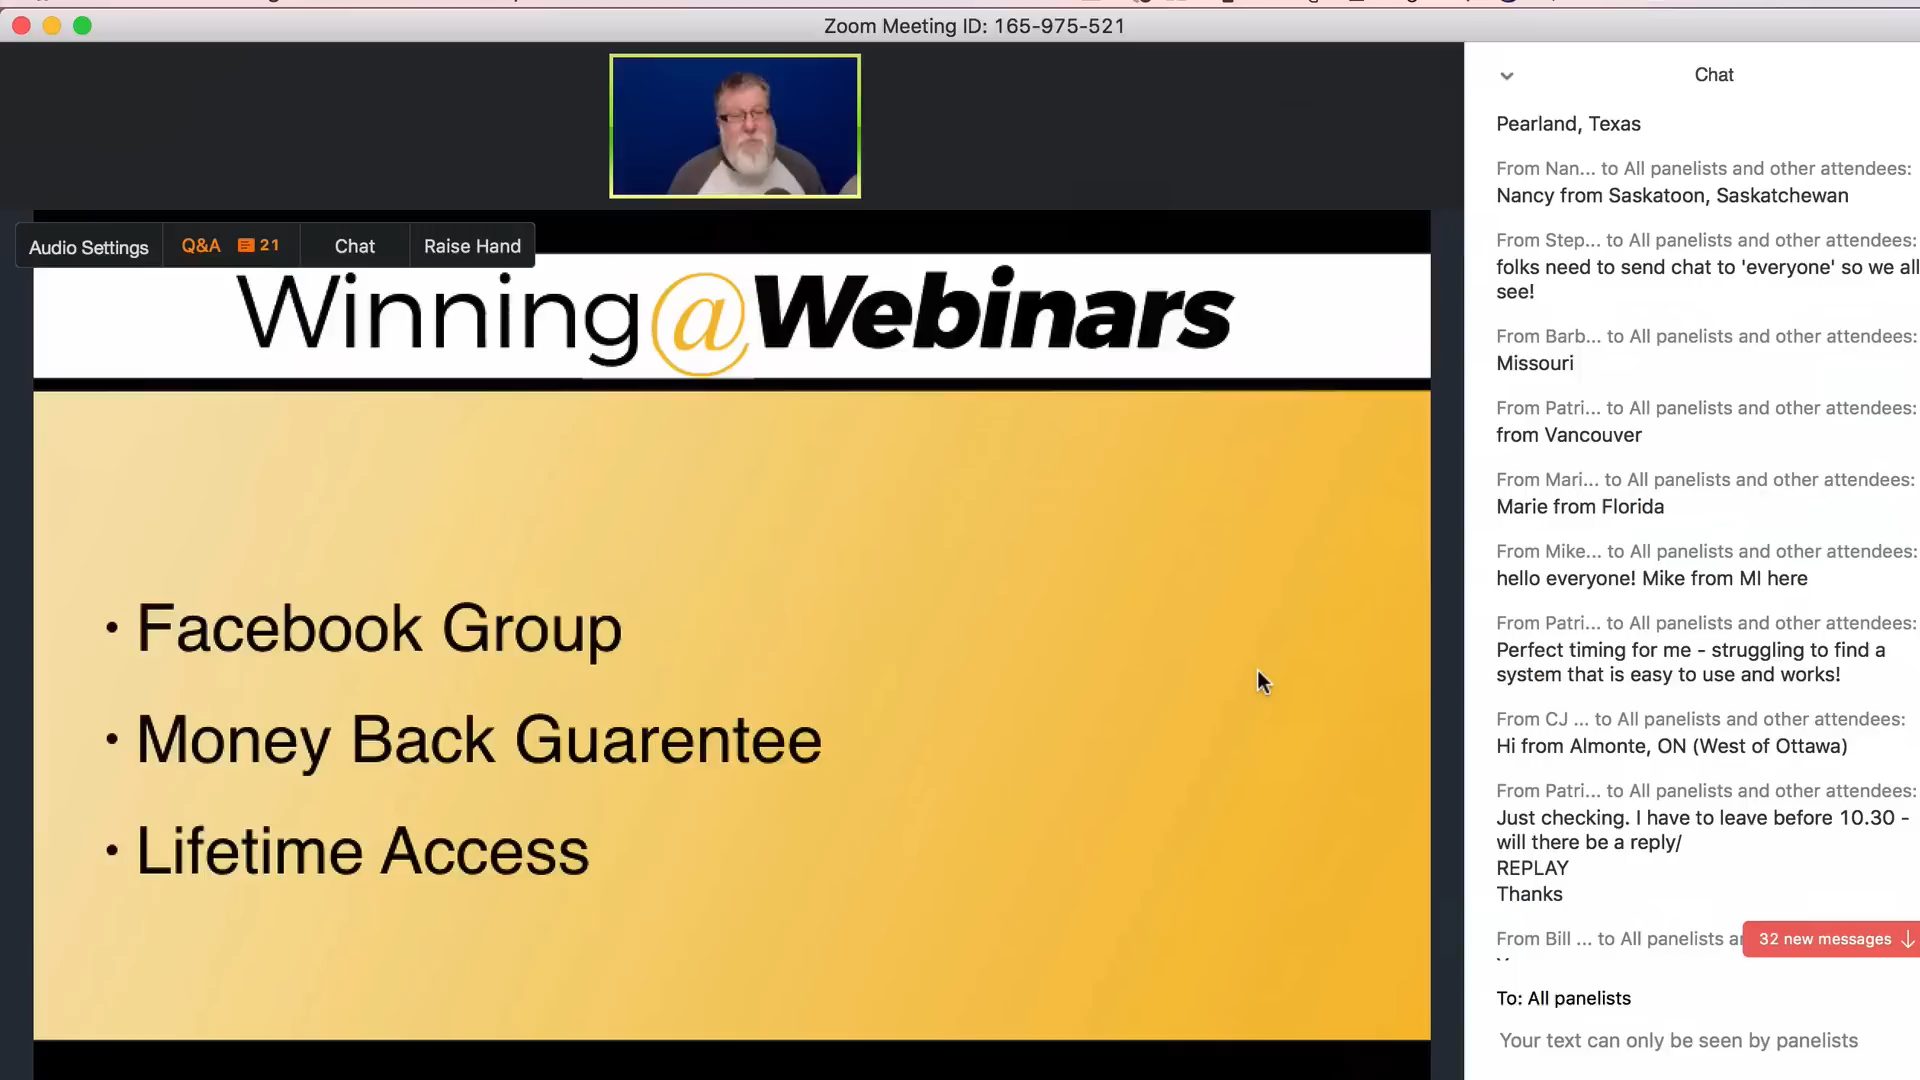 Zoom Meeting ID: 165-975-521
Audio Settings
Q&A 21
Chat
Raise Hand
Winning@Webinars
• Facebook Group
• Money Back Guarentee
• Lifetime Access
Chat
Pearland, Texas
From Nan... to All panelists and other attendees:
Nancy from Saskatoon, Saskatchewan
From Step... to All panelists and other attendees:
folks need to send chat to 'everyone' so we all
see!
From Barb... to All panelists and other attendees:
Missouri
From Patri... to All panelists and other attendees:
from Vancouver
From Mari... to All panelists and other attendees:
Marie from Florida
From Mike... to All panelists and other attendees:
hello everyone! Mike from MI here
From Patri... to All panelists and other attendees:
Perfect timing for me - struggling to find a
system that is easy to use and works!
From CJ ... to All panelists and other attendees:
Hi from Almonte, ON (West of Ottawa)
From Patri... to All panelists and other attendees:
Just checking. I have to leave before 10.30 -
will there be a reply/
REPLAY
Thanks
From Bill ... to All panelists
32 new messages
To: All panelists
Your text can only be seen by panelists